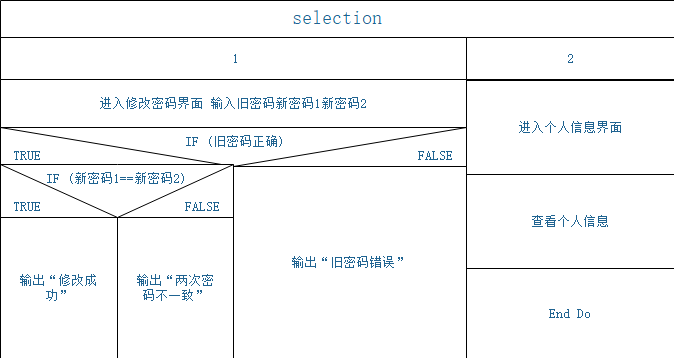 selection
1
2
进入修改密码界面 输入旧密码新密码1新密码2
进入个人信息界面
IF (旧密码正确)
TRUE
FALSE
IF (新密码1==新密码2)
TRUE
FALSE
查看个人信息
输出“旧密码错误”
输出“修改成
功”
输出“两次密
码不一致”
End Do